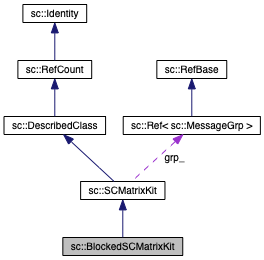 sc::Identity
sc::RefCount
sc::RefBase
sc::DescribedClass
sc::Ref< sc::MessageGrp >
grp_
sc::SCMatrixKit
sc::BlockedSCMatrixKit